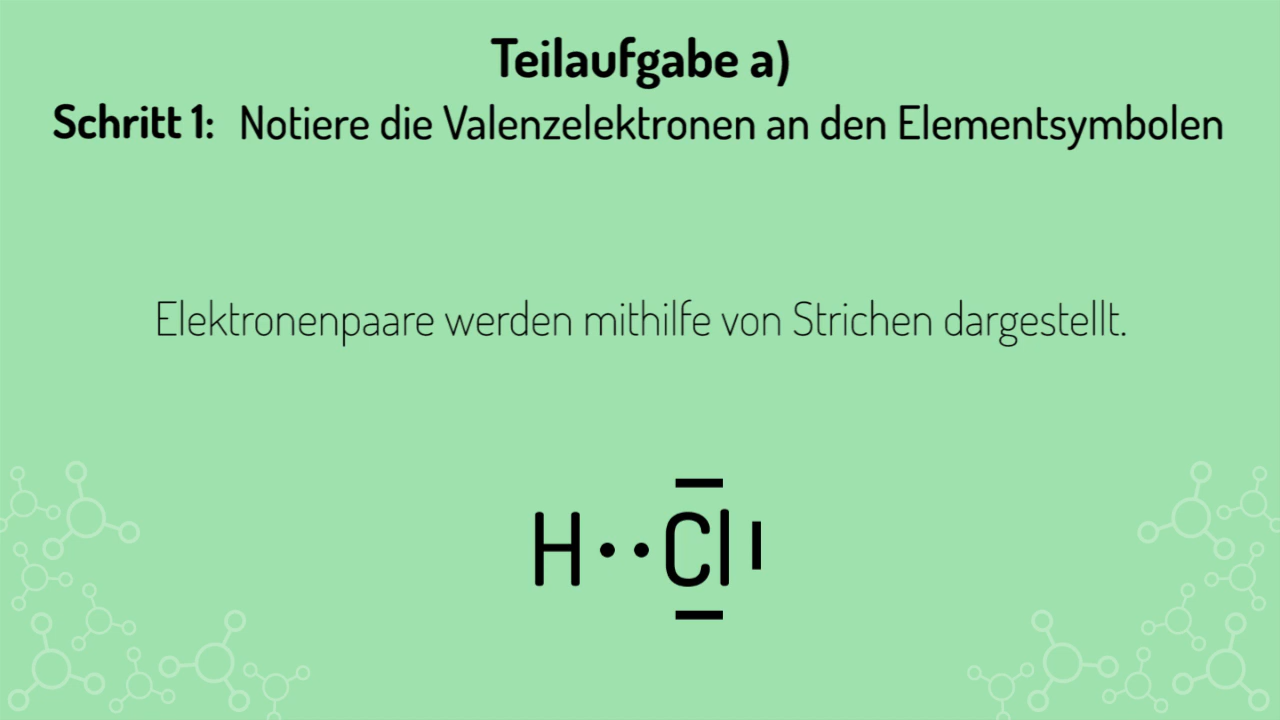 Teilaufgabe a)
Schritt 1: Notiere die Valenzelektronen an den Elementsymbolen
Elektronenpaare werden mithilfe von Strichen dargestellt.
H • • Cl